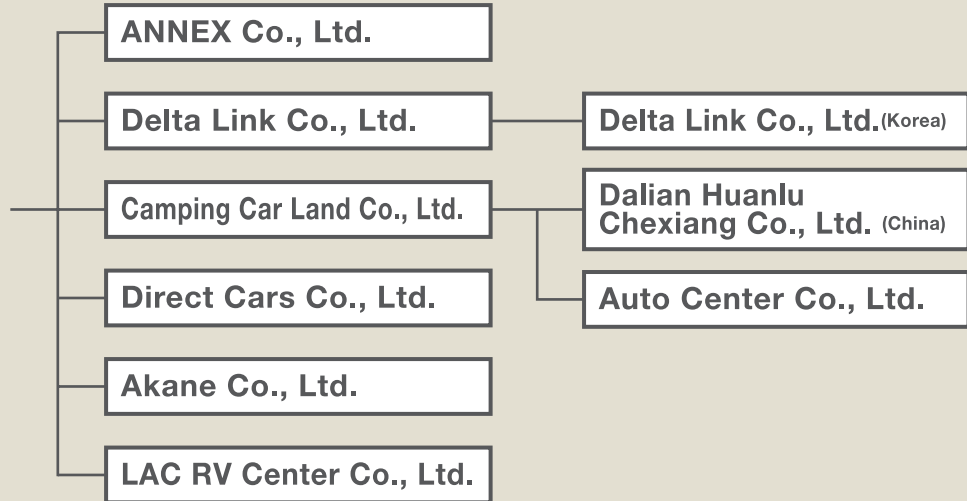 ANNEX Co., Ltd.
Delta Link Co., Ltd.
Delta Link Co., Ltd.(Korea)
Camping Car Land Co., Ltd.
Dalian Huanlu
Chexiang Co., Ltd. (China)
Auto Center Co., Ltd.
Direct Cars Co., Ltd.
Akane Co., Ltd.
LAC RV Center Co., Ltd.